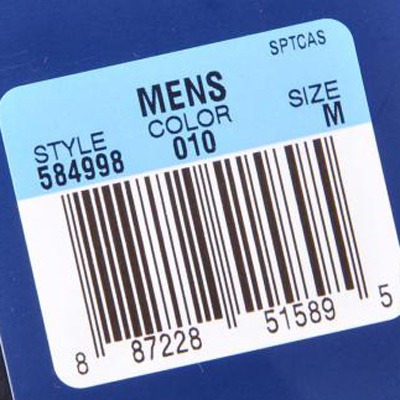 SPTCAS
MENS
STYLE COLOR SIZE
584998 010 M
8 87228 51589 5